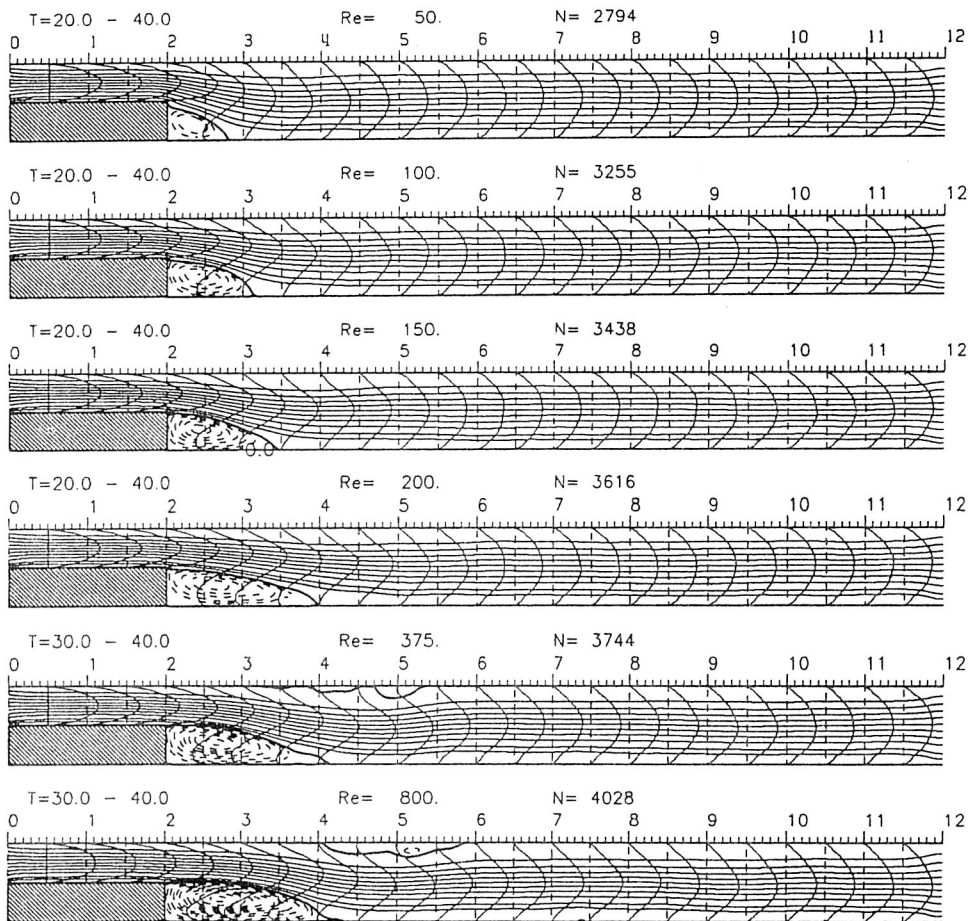 T=20.0 - 40.0 Re= 50. N= 2794
0 1 2 3 4 5 6 7 8 9 10 11 12
T=20.0 - 40.0 Re= 100. N= 3255
0 1 2 3 4 5 6 7 8 9 10 11 12
T=20.0 - 40.0 Re= 150. N= 3438
0 1 2 3 4 5 6 7 8 9 10 11 12
0.0
T=20.0 - 40.0 Re= 200. N= 3616
0 1 2 3 4 5 6 7 8 9 10 11 12
T=30.0 - 40.0 Re= 375. N= 3744
0 1 2 3 4 5 6 7 8 9 10 11 12
T=30.0 - 40.0 Re= 800. N= 4028
0 1 2 3 4 5 6 7 8 9 10 11 12